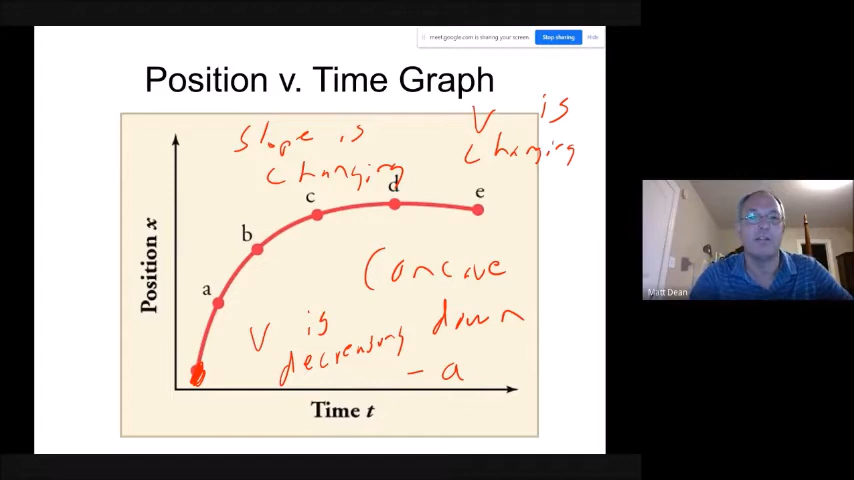 meet.google.com is sharing your screen.
Stop sharing
Hide
Position v. Time Graph
V is
changing
slope is
changing
a
b
c
d
e
Concave
down
- a
V is
decreasing
Position x
Time t
Matt Dean